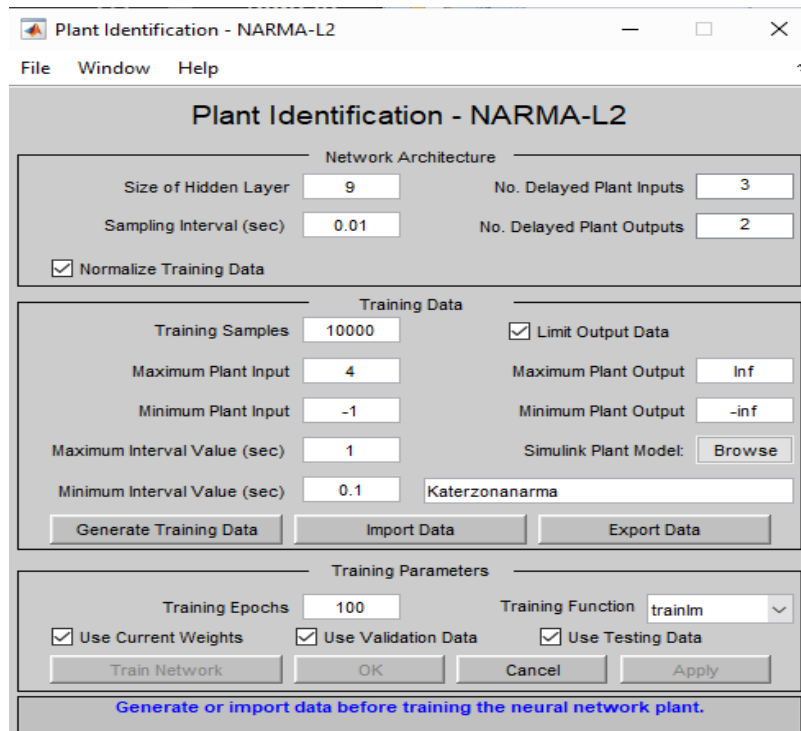 Plant Identification - NARMA-L2
File Window Help
Plant Identification - NARMA-L2
Network Architecture
Size of Hidden Layer 9 No. Delayed Plant Inputs 3
Sampling Interval (sec) 0.01 No. Delayed Plant Outputs 2
Normalize Training Data
Training Data
Training Samples 10000 Limit Output Data
Maximum Plant Input 4 Maximum Plant Output Inf
Minimum Plant Input -1 Minimum Plant Output -inf
Maximum Interval Value (sec) 1 Simulink Plant Model: Browse
Minimum Interval Value (sec) 0.1 Katerzonanarma
Generate Training Data Import Data Export Data
Training Parameters
Training Epochs 100 Training Function trainlm
Use Current Weights Use Validation Data Use Testing Data
Train Network OK Cancel Apply
Generate or import data before training the neural network plant.